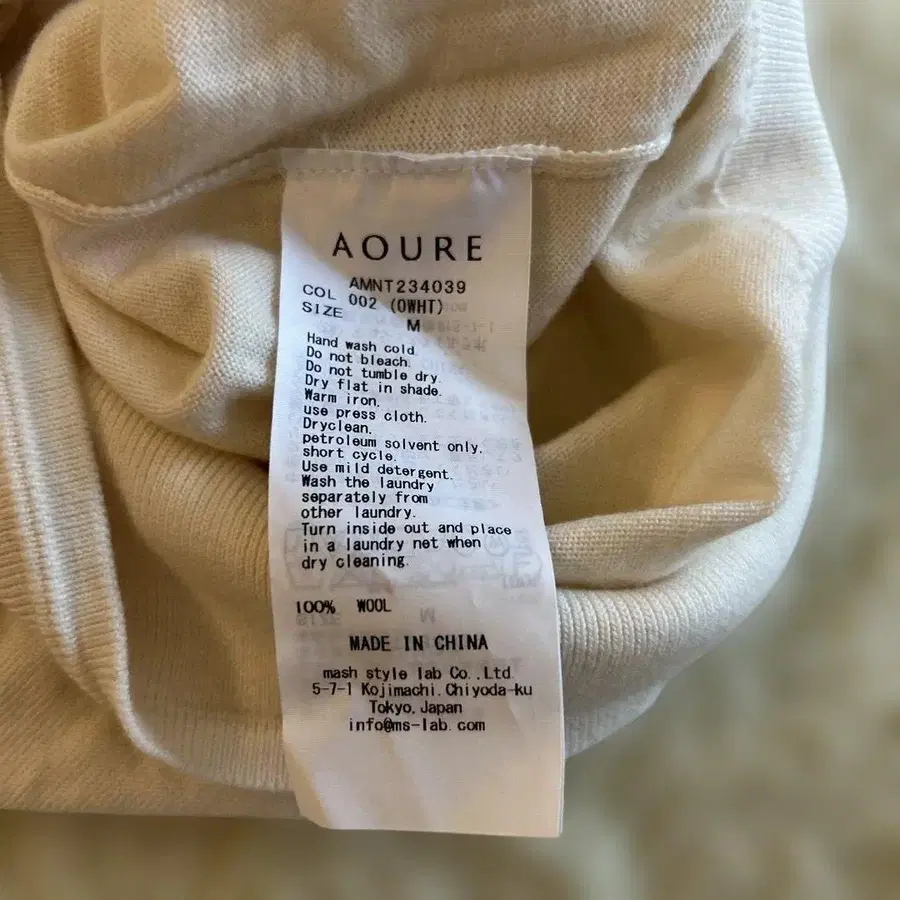 AOURE
AMNT234039
COL 002 (OWHT)
SIZE M
Hand wash cold.
Do not bleach.
Do not tumble dry.
Dry flat in shade.
Warm iron,
use press cloth.
Dryclean,
petroleum solvent only,
short cycle.
Use mild detergent.
Wash the laundry
separately from
other laundry.
Turn inside out and place
in a laundry net when
dry cleaning.
100% WOOL
MADE IN CHINA
mash style lab Co.,Ltd.
5-7-1 Kojimachi,Chiyoda-ku
Tokyo,Japan
info@ms-lab.com